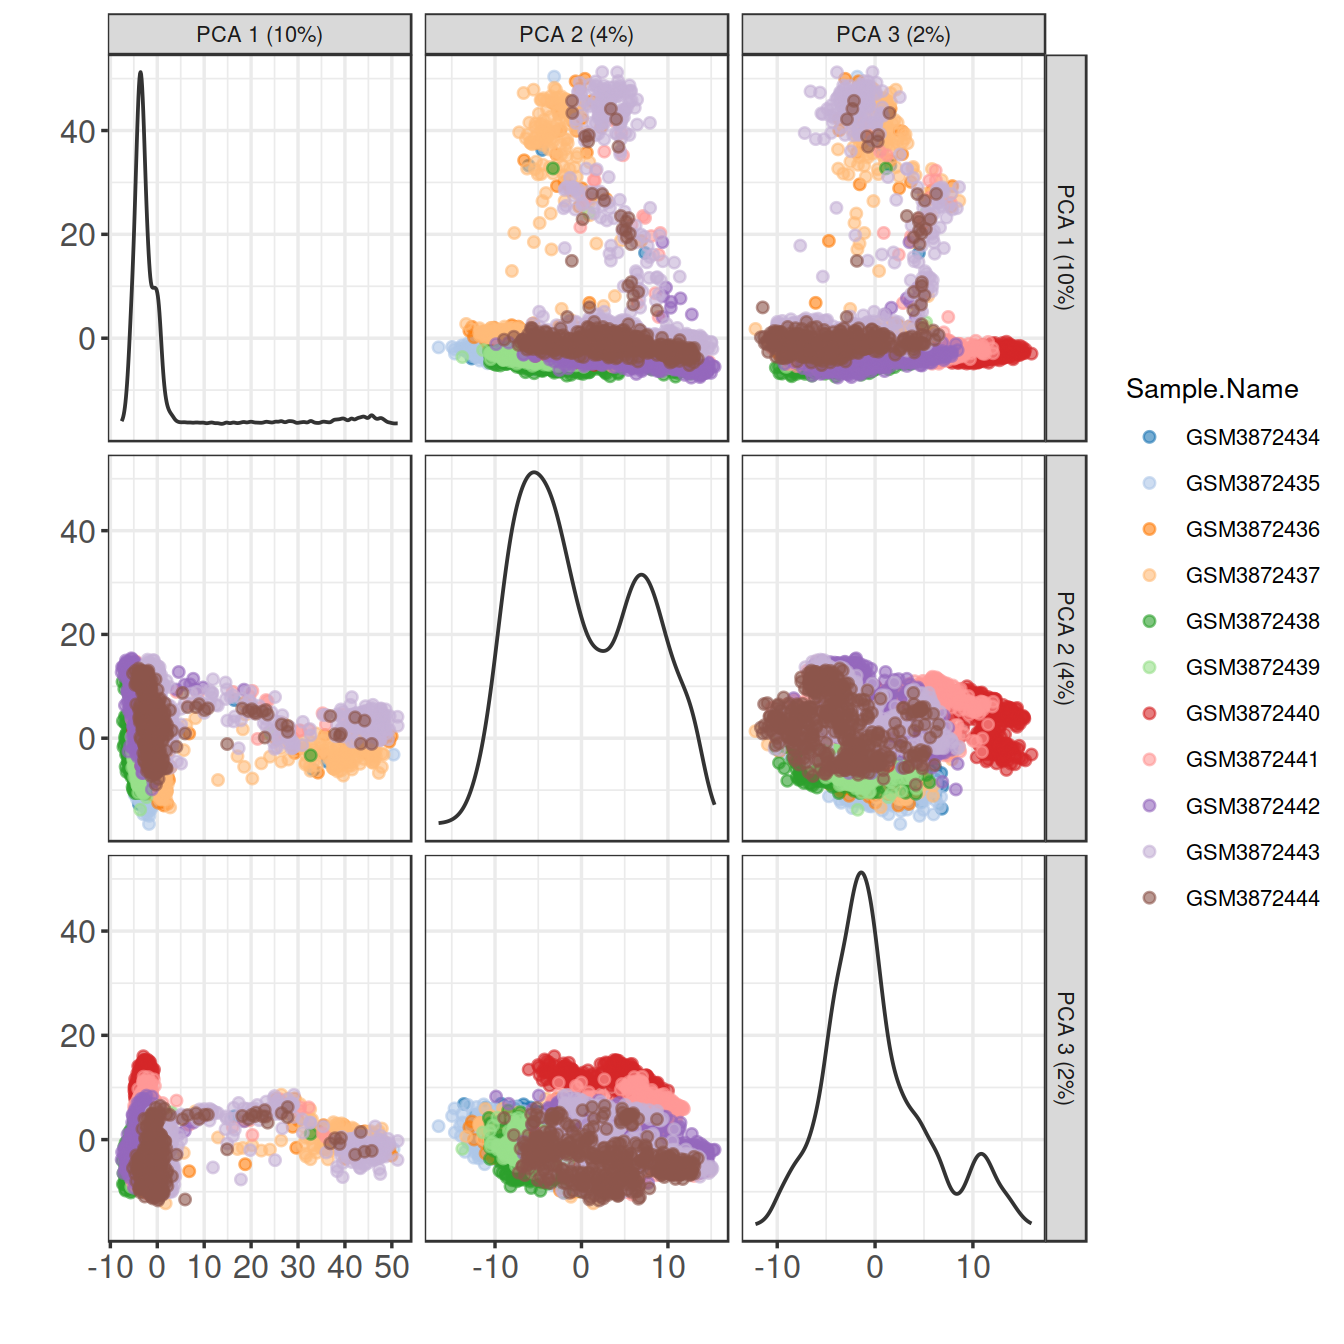 PCA 1 (10%)
PCA 2 (4%)
PCA 3 (2%)
40
20
0
PCA 1 (10%)
40
20
0
PCA 2 (4%)
40
20
0
PCA 3 (2%)
-10 0 10 20 30 40 50
-10 0 10
-10 0 10
Sample.Name
GSM3872434
GSM3872435
GSM3872436
GSM3872437
GSM3872438
GSM3872439
GSM3872440
GSM3872441
GSM3872442
GSM3872443
GSM3872444